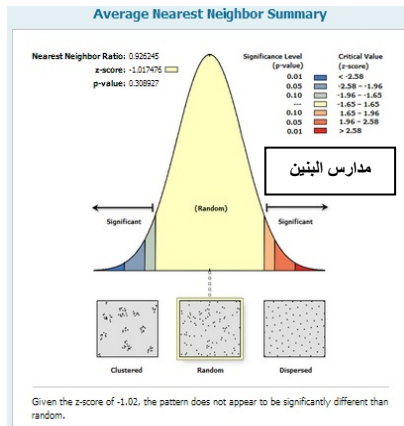 Average Nearest Neighbor Summary
Nearest Neighbor Ratio: 0.926245
z-score: -1.017476
p-value: 0.308927
Significance Level (p-value)
Critical Value (z-score)
0.01 < -2.58
0.05 -2.58 - -1.96
0.10 -1.96 - -1.65
--- -1.65 - 1.65
0.10 1.65 - 1.96
0.05 1.96 - 2.58
0.01 > 2.58
مدارس البنين
(Random)
Significant
Significant
Clustered
Random
Dispersed
Given the z-score of -1.02, the pattern does not appear to be significantly different than
random.